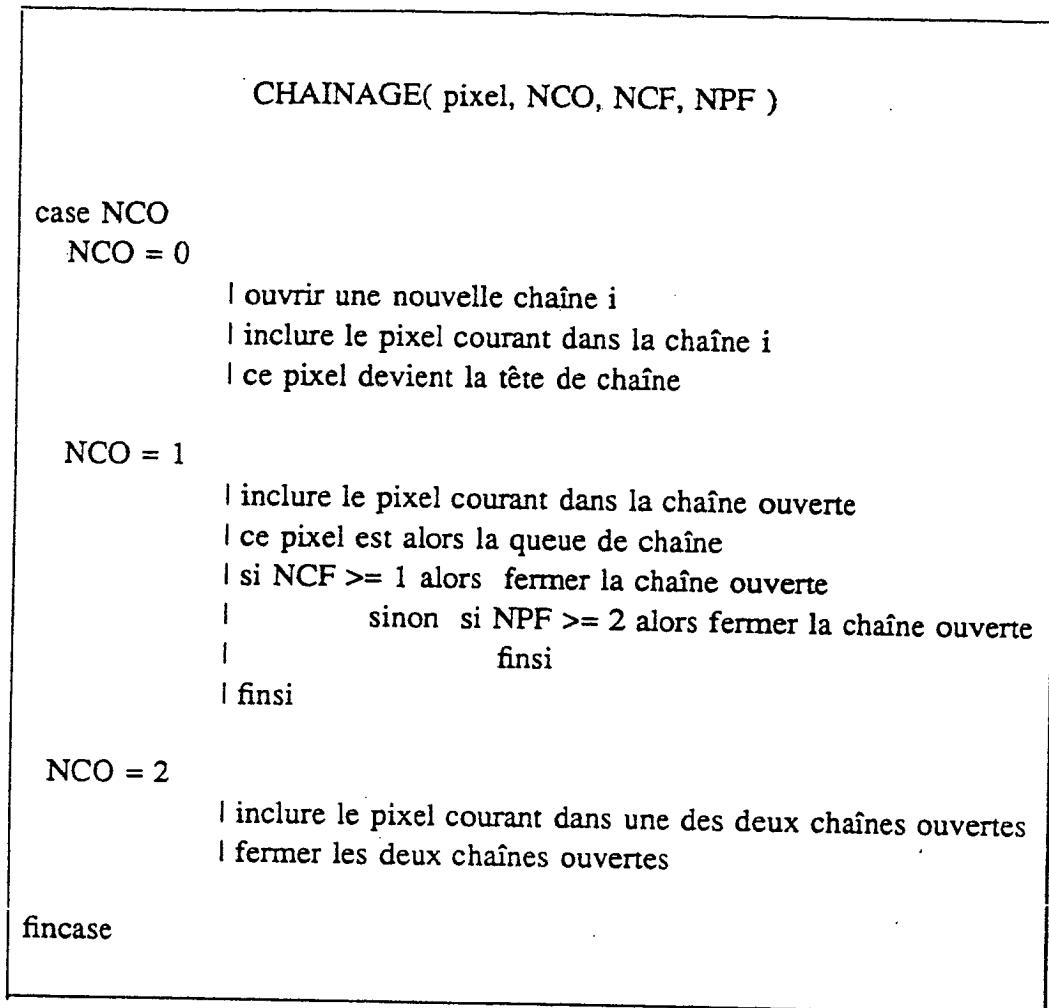 CHAINAGE( pixel, NCO, NCF, NPF )
case NCO
NCO = 0
| ouvrir une nouvelle chaîne i
| inclure le pixel courant dans la chaîne i
| ce pixel devient la tête de chaîne
NCO = 1
| inclure le pixel courant dans la chaîne ouverte
| ce pixel est alors la queue de chaîne
| si NCF >= 1 alors fermer la chaîne ouverte
| sinon si NPF >= 2 alors fermer la chaîne ouverte
| finsi
| finsi
NCO = 2
| inclure le pixel courant dans une des deux chaînes ouvertes
| fermer les deux chaînes ouvertes
fincase